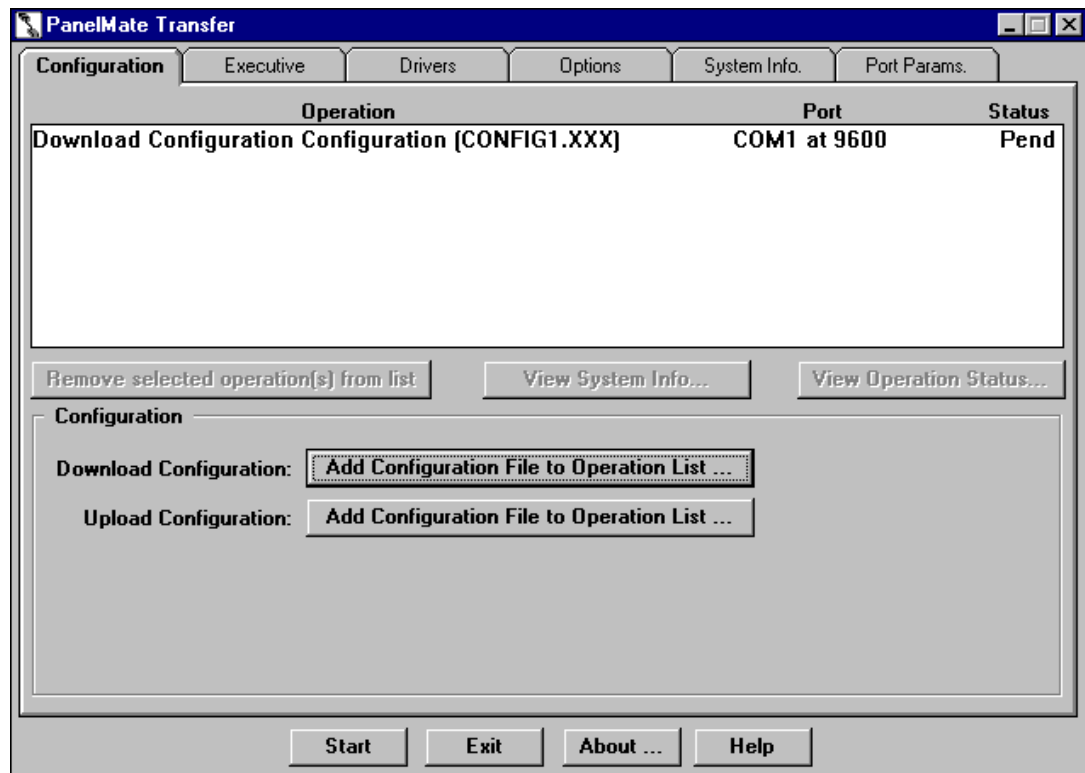 PanelMate Transfer
Configuration Executive Drivers Options System Info. Port Params.
Operation Port Status
Download Configuration Configuration (CONFIG1.XXX) COM1 at 9600 Pend
Remove selected operation(s) from list View System Info... View Operation Status...
Configuration
Download Configuration: Add Configuration File to Operation List ...
Upload Configuration: Add Configuration File to Operation List ...
Start Exit About ... Help